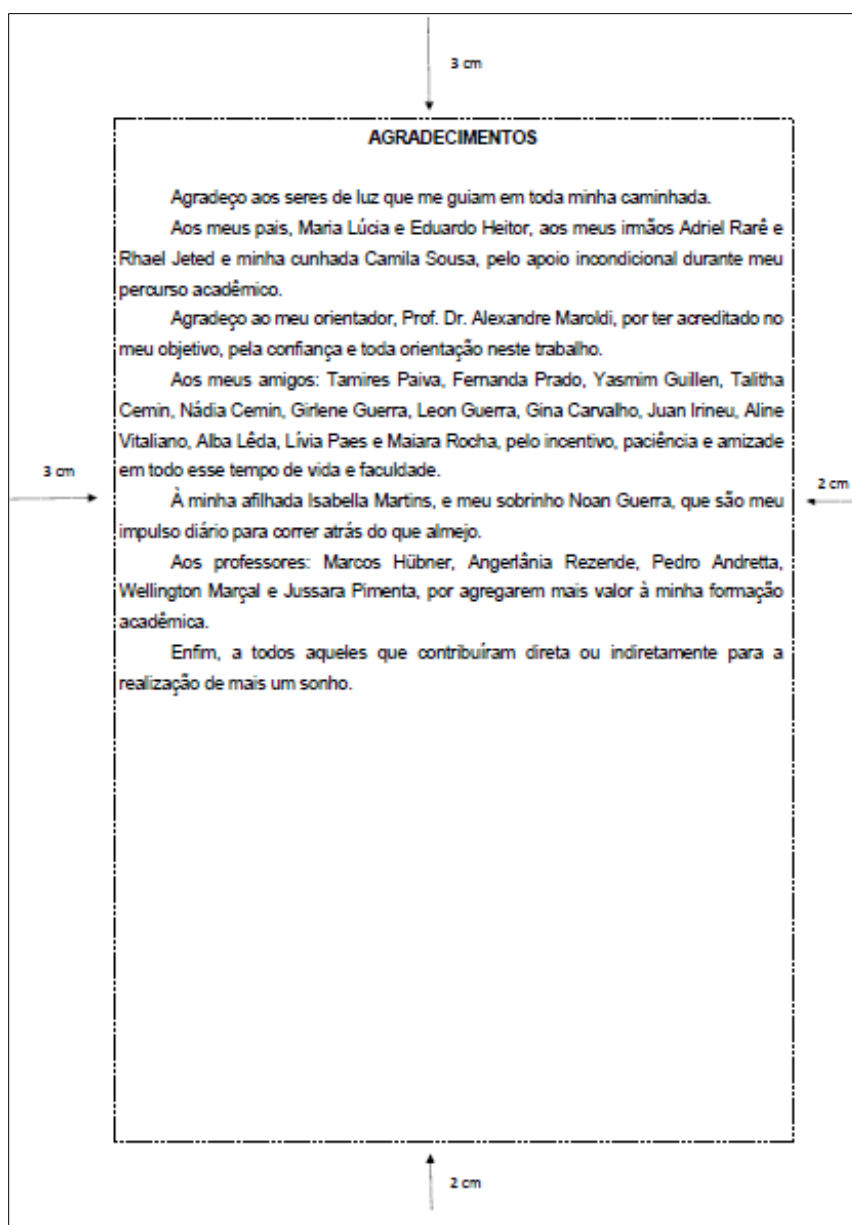 3 cm
AGRADECIMENTOS
Agradeço aos seres de luz que me guiam em toda minha caminhada.
Aos meus pais, Maria Lúcia e Eduardo Heitor, aos meus irmãos Adriel Rarê e
Rhael Jeted e minha cunhada Camila Sousa, pelo apoio incondicional durante meu
percurso acadêmico.
Agradeço ao meu orientador, Prof. Dr. Alexandre Maroldi, por ter acreditado no
meu objetivo, pela confiança e toda orientação neste trabalho.
Aos meus amigos: Tamires Paiva, Fernanda Prado, Yasmim Guillen, Talitha
Cemin, Nádia Cemin, Girlene Guerra, Leon Guerra, Gina Carvalho, Juan Irineu, Aline
Vitaliano, Alba Lêda, Lívia Paes e Maiara Rocha, pelo incentivo, paciência e amizade
em todo esse tempo de vida e faculdade.
3 cm
2 cm
À minha afilhada Isabella Martins, e meu sobrinho Noan Guerra, que são meu
impulso diário para correr atrás do que almejo.
Aos professores: Marcos Hübner, Angerlânia Rezende, Pedro Andretta,
Wellington Marçal e Jussara Pimenta, por agregarem mais valor à minha formação
acadêmica.
Enfim, a todos aqueles que contribuíram direta ou indiretamente para a
realização de mais um sonho.
2 cm